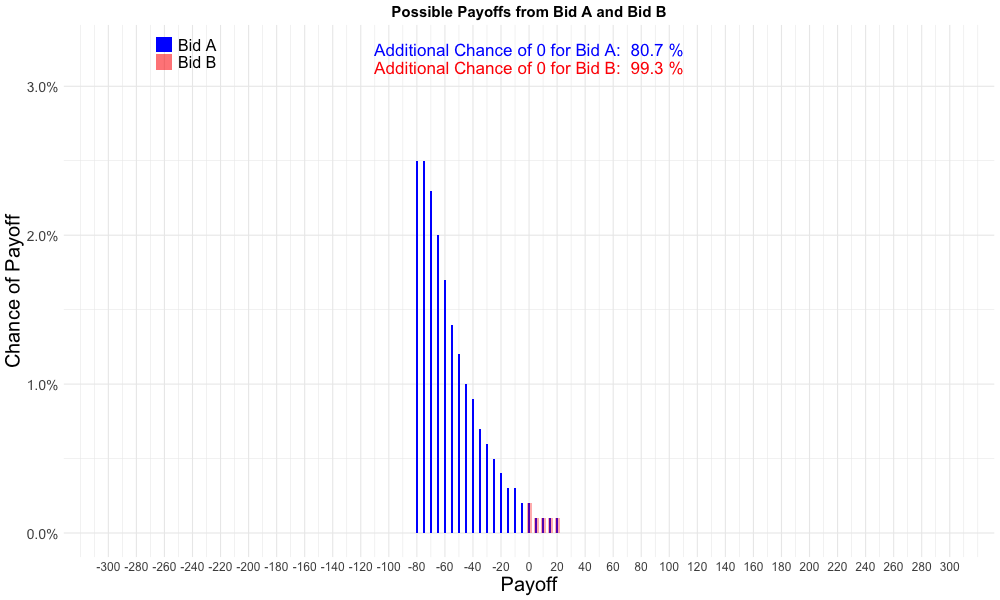 Possible Payoffs from Bid A and Bid B
Bid A
Bid B
Additional Chance of 0 for Bid A: 80.7 %
Additional Chance of 0 for Bid B: 99.3 %
Chance of Payoff
3.0%
2.0%
1.0%
0.0%
-300 -280 -260 -240 -220 -200 -180 -160 -140 -120 -100 -80 -60 -40 -20 0 20 40 60 80 100 120 140 160 180 200 220 240 260 280 300
Payoff